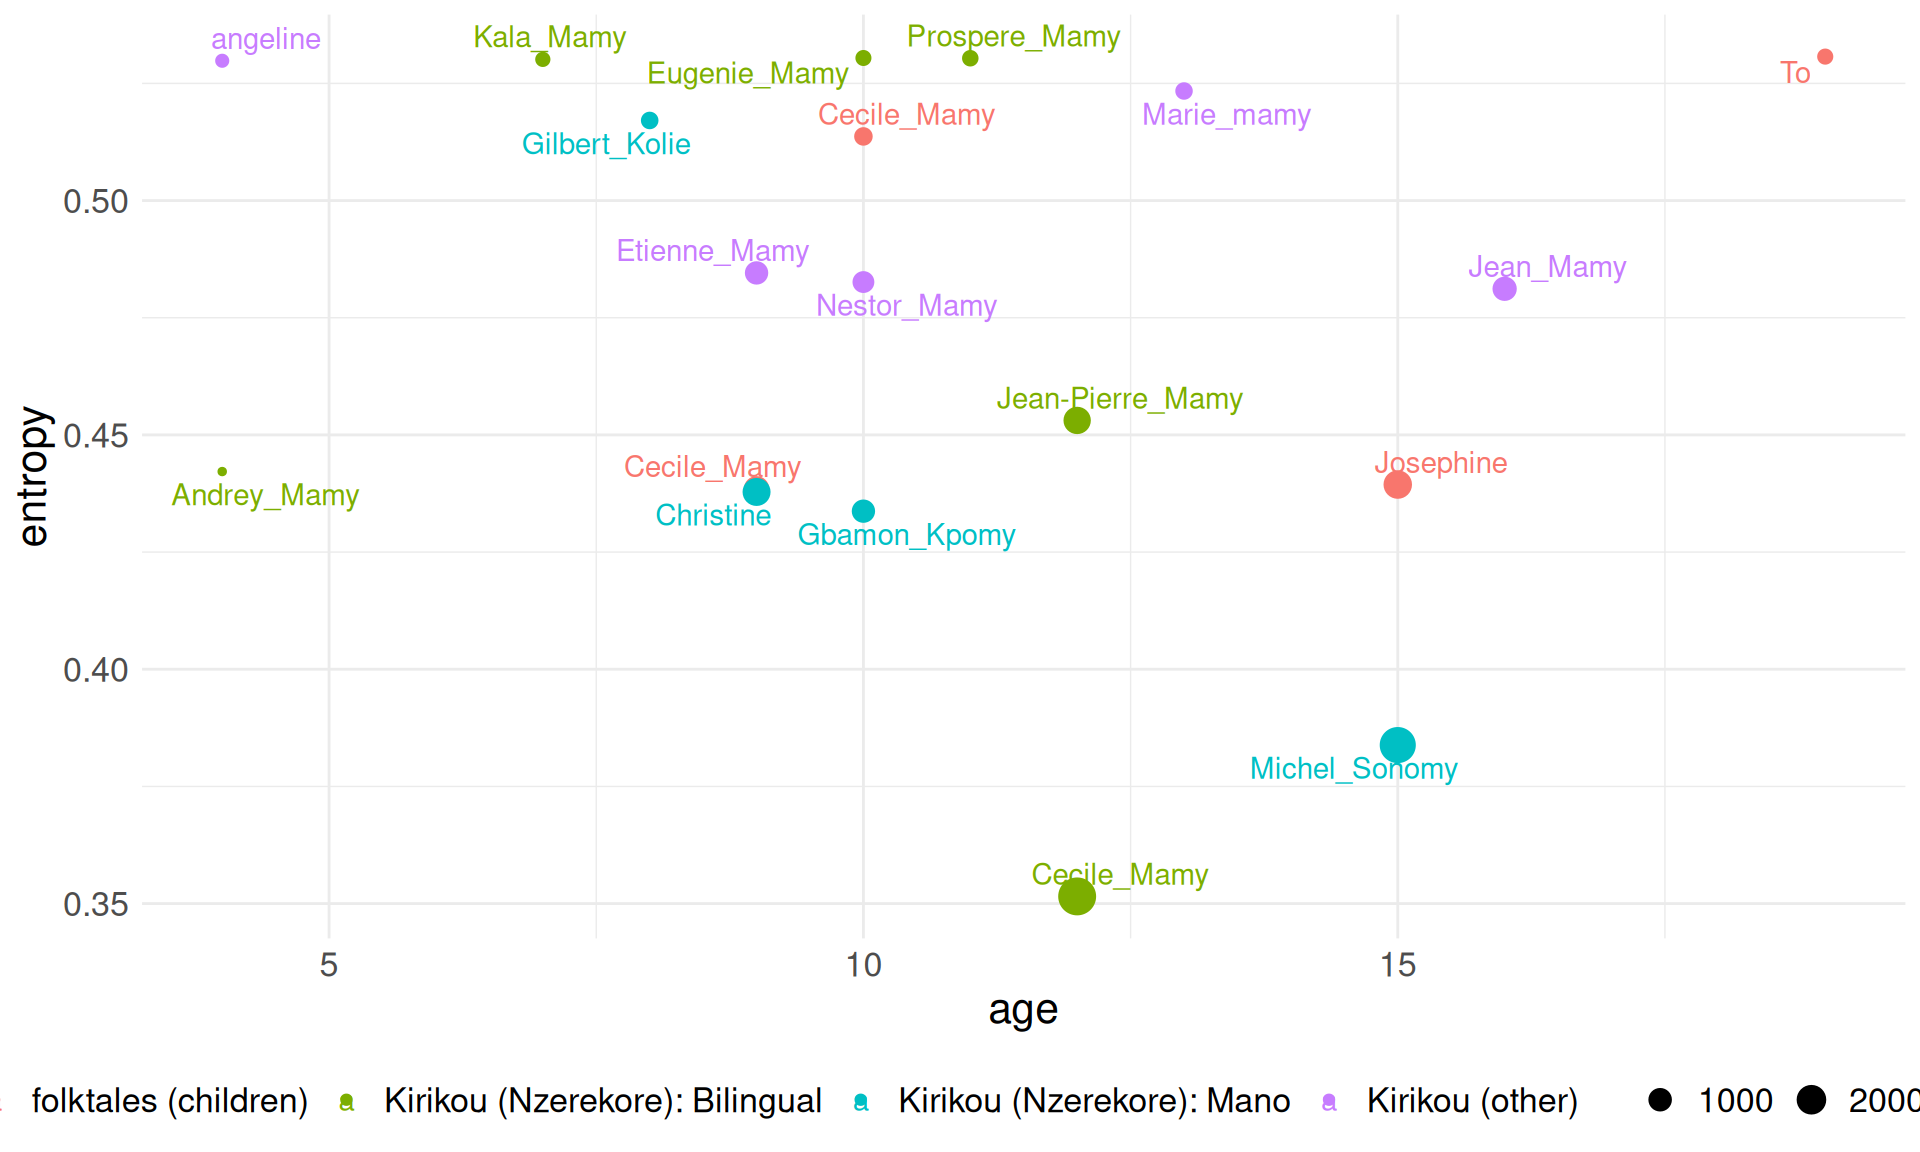 angeline
Kala_Mamy
Prospere_Mamy
Eugenie_Mamy
To
Cecile_Mamy
Marie_mamy
Gilbert_Kolie
0.50
Etienne_Mamy
Jean_Mamy
Nestor_Mamy
Jean-Pierre_Mamy
0.45
entropy
Cecile_Mamy
Josephine
Andrey_Mamy
Christine
Gbamon_Kpomy
0.40
Michel_Sonomy
Cecile_Mamy
0.35
5 10 15
age
folktales (children) a Kirikou (Nzerekore): Bilingual a Kirikou (Nzerekore): Mano a Kirikou (other) 1000 2000